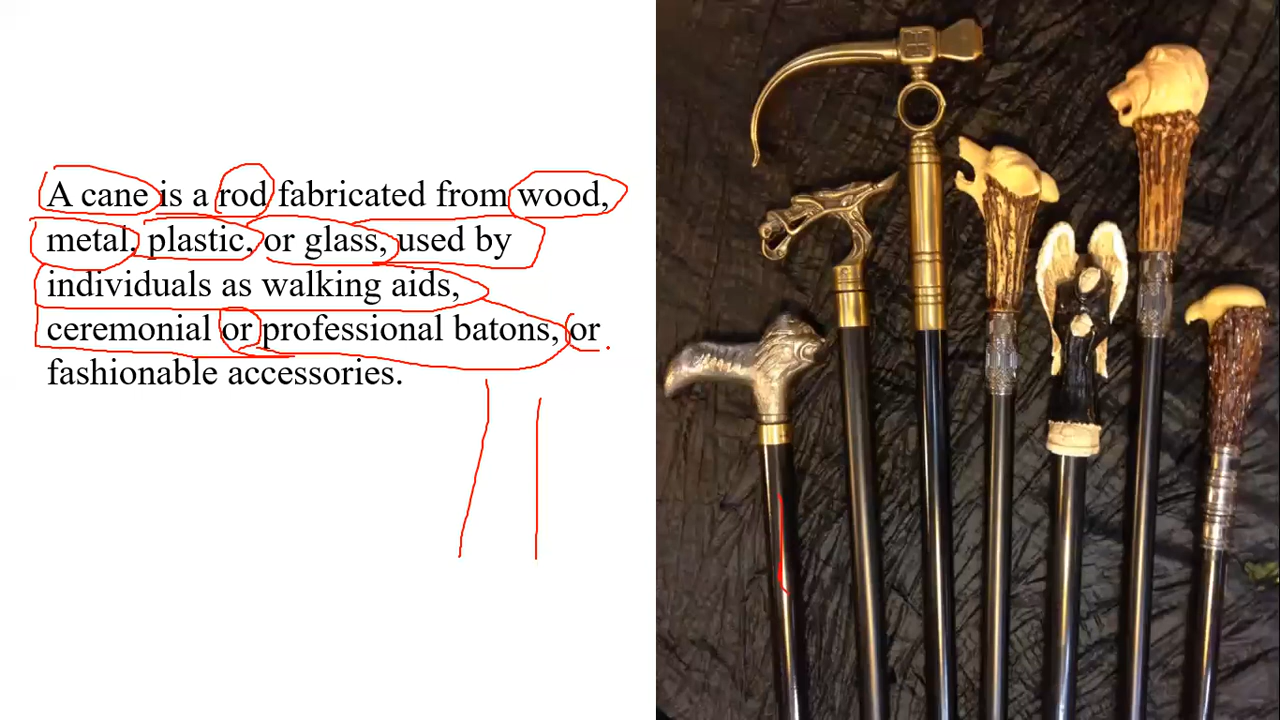 A cane is a rod fabricated from wood,
metal, plastic, or glass, used by
individuals as walking aids,
ceremonial or professional batons, or
fashionable accessories.